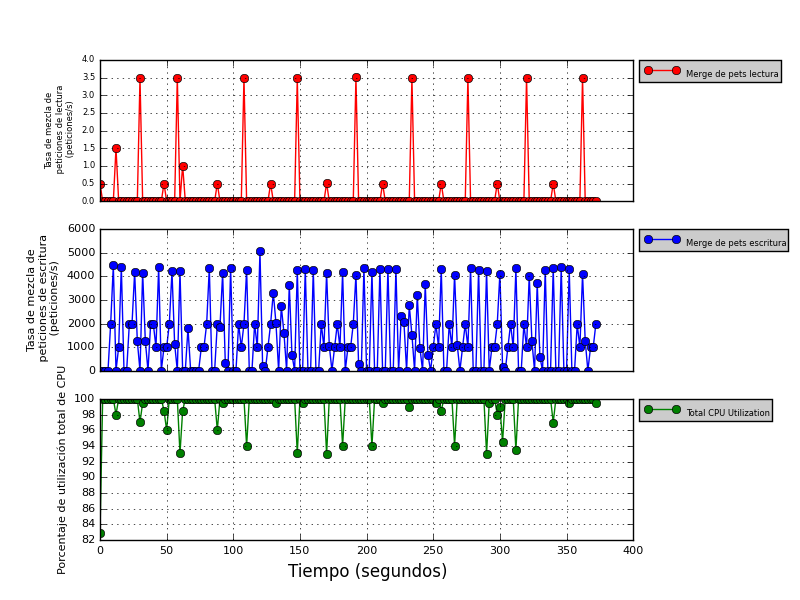 4.0
3.5
3.0
2.5
2.0
1.5
1.0
0.5
0.0
Tasa de mezcla de
peticiones de lectura
(peticiones/s)
Merge de pets lectura
6000
5000
4000
3000
2000
1000
0
Tasa de mezcla de
peticiones de escritura
(peticiones/s)
Merge de pets escritura
100
98
96
94
92
90
88
86
84
82
Porcentaje de utilización total de CPU
Total CPU Utilization
0 50 100 150 200 250 300 350 400
Tiempo (segundos)